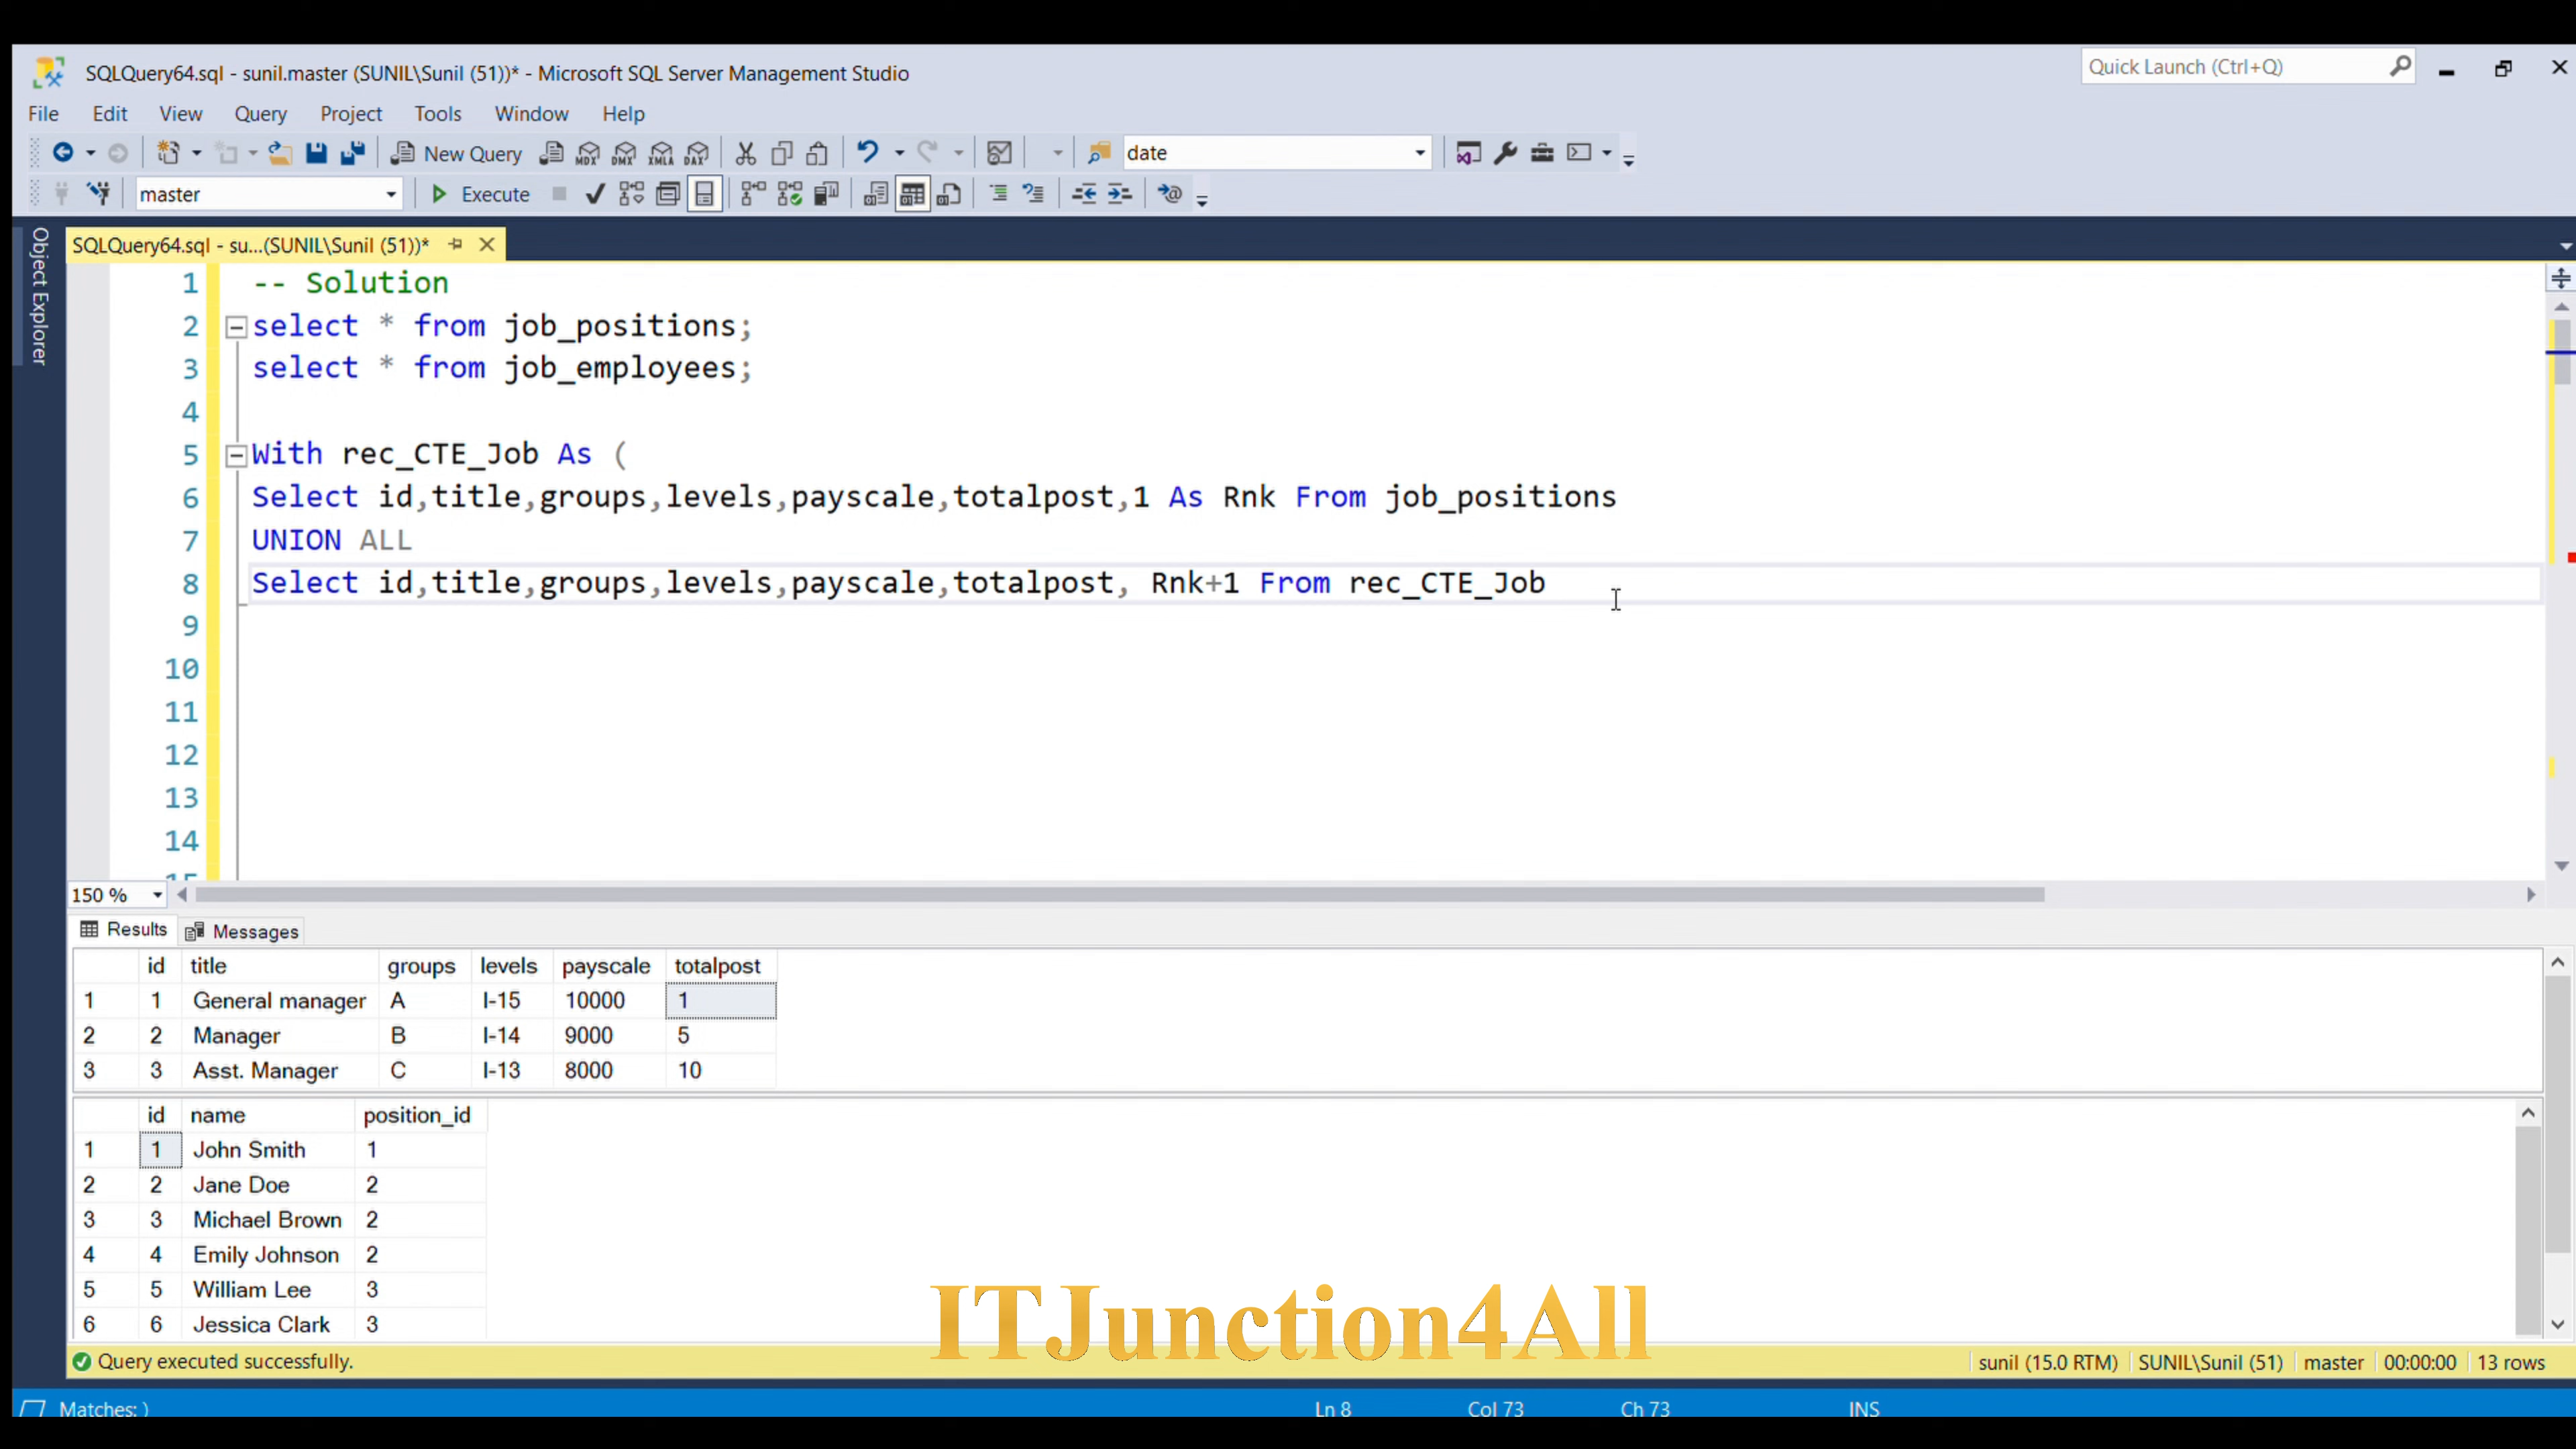 SQLQuery64.sql - sunil.master (SUNIL\Sunil (51))* - Microsoft SQL Server Management Studio
Quick Launch (Ctrl+Q)
File Edit View Query Project Tools Window Help
New Query MDX DMX XMLA DAX date
master Execute
Object Explorer
SQLQuery64.sql - su...(SUNIL\Sunil (51))*
1 -- Solution
2 select * from job_positions;
3 select * from job_employees;
4
5 With rec_CTE_Job As (
6 Select id,title,groups,levels,payscale,totalpost,1 As Rnk From job_positions
7 UNION ALL
8 Select id,title,groups,levels,payscale,totalpost, Rnk+1 From rec_CTE_Job
9
10
11
12
13
14
15
150 %
Results Messages
id title groups levels payscale totalpost
1 1 General manager A I-15 10000 1
2 2 Manager B I-14 9000 5
3 3 Asst. Manager C I-13 8000 10
id name position_id
1 1 John Smith 1
2 2 Jane Doe 2
3 3 Michael Brown 2
4 4 Emily Johnson 2
5 5 William Lee 3
6 6 Jessica Clark 3
ITJunction4All
Query executed successfully. sunil (15.0 RTM) SUNIL\Sunil (51) master 00:00:00 13 rows
Matches: ) Ln 8 Col 73 Ch 73 INS